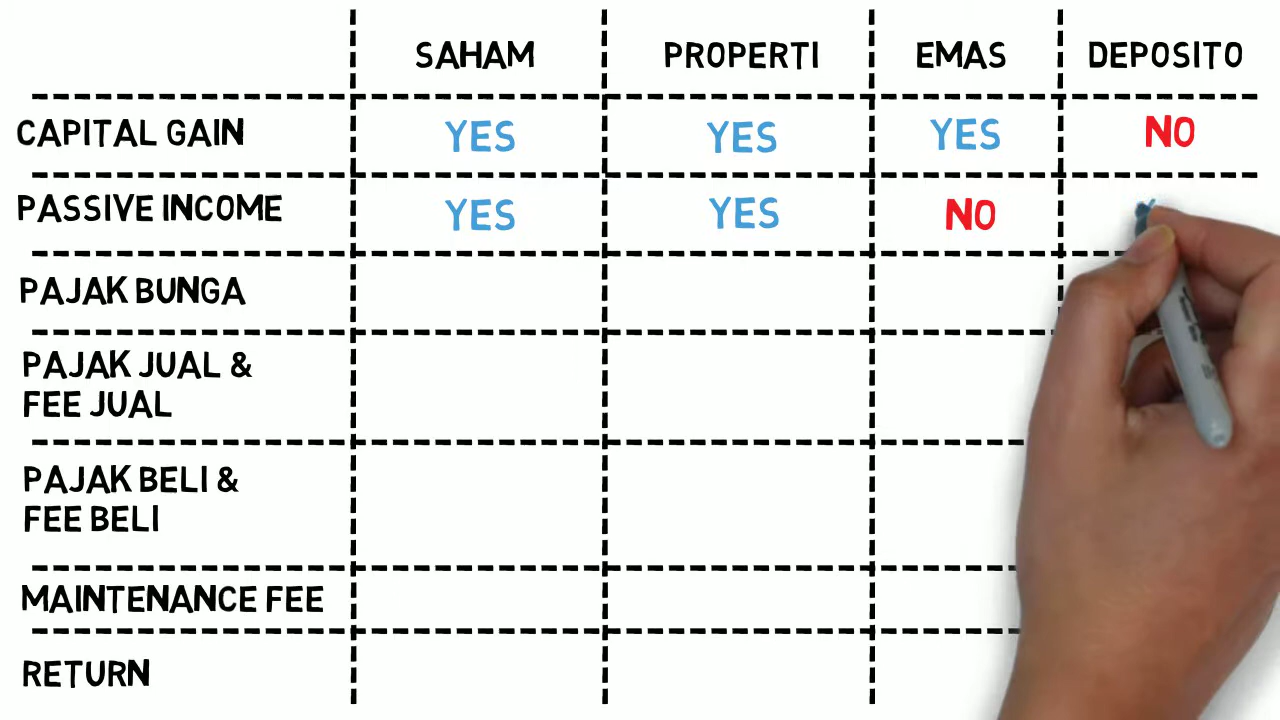 SAHAM PROPERTI EMAS DEPOSITO
CAPITAL GAIN YES YES YES NO
PASSIVE INCOME YES YES NO
PAJAK BUNGA
PAJAK JUAL &
FEE JUAL
PAJAK BELI &
FEE BELI
MAINTENANCE FEE
RETURN